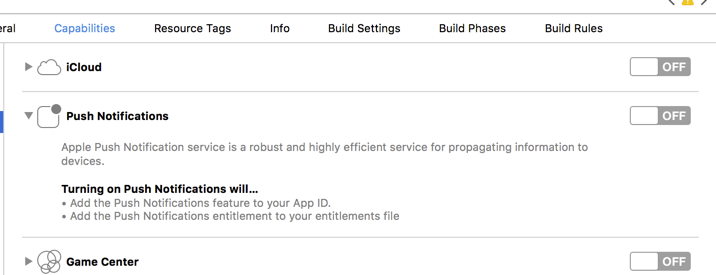 Capabilities Resource Tags Info Build Settings Build Phases Build Rules
iCloud OFF
Push Notifications OFF
Apple Push Notification service is a robust and highly efficient service for propagating information to
devices.
Turning on Push Notifications will...
• Add the Push Notifications feature to your App ID.
• Add the Push Notifications entitlement to your entitlements file
Game Center OFF